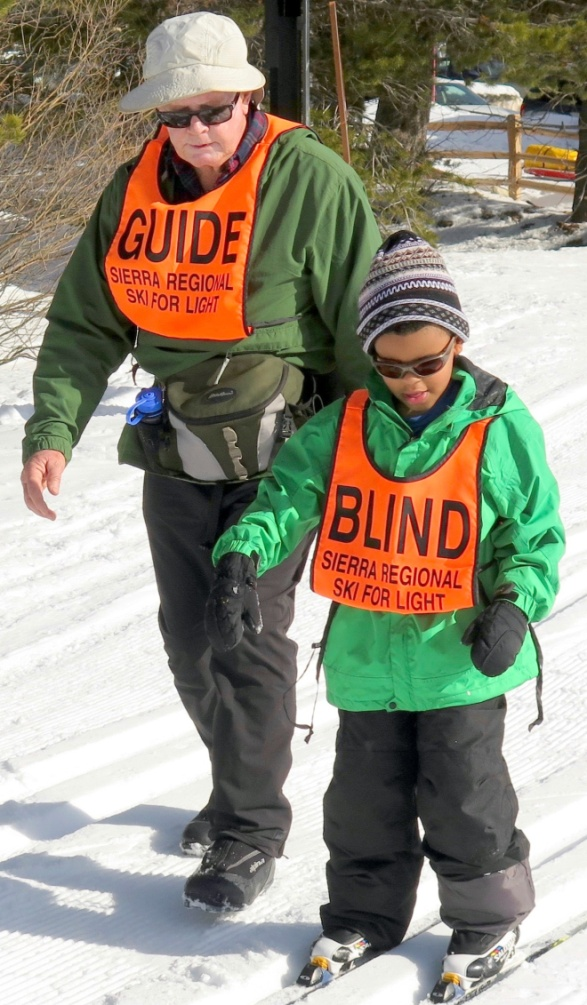 GUIDE
SIERRA REGIONAL
SKI FOR LIGHT
BLIND
SIERRA REGIONAL
SKI FOR LIGHT